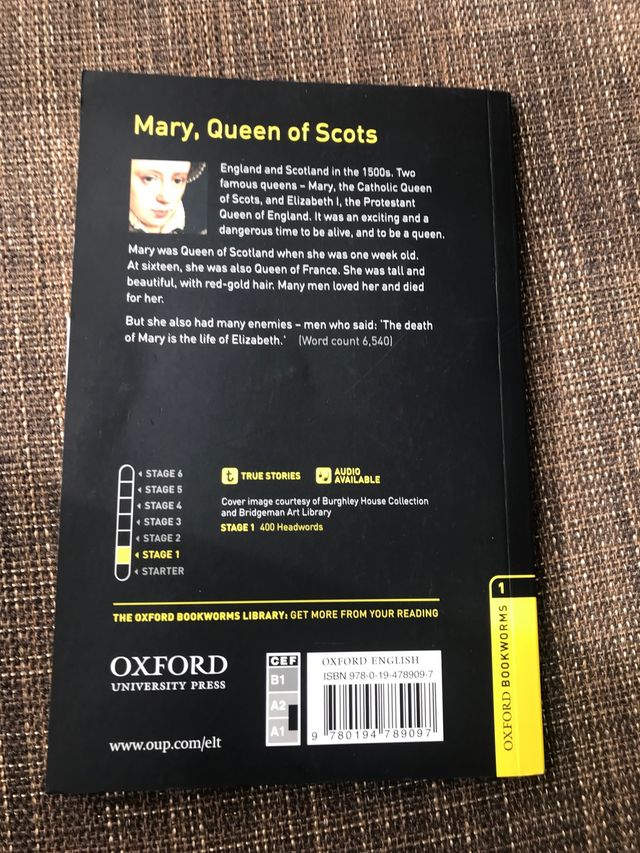 Mary, Queen of Scots
England and Scotland in the 1500s. Two
famous queens – Mary, the Catholic Queen
of Scots, and Elizabeth I, the Protestant
Queen of England. It was an exciting and a
dangerous time to be alive, and to be a queen.
Mary was Queen of Scotland when she was one week old.
At sixteen, she was also Queen of France. She was tall and
beautiful, with red-gold hair. Many men loved her and died
for her.
But she also had many enemies – men who said: 'The death
of Mary is the life of Elizabeth.' (Word count 6,540)
STAGE 6
STAGE 5
STAGE 4
STAGE 3
STAGE 2
STAGE 1
STARTER
t TRUE STORIES
AUDIO
AVAILABLE
Cover image courtesy of Burghley House Collection
and Bridgeman Art Library
STAGE 1 400 Headwords
THE OXFORD BOOKWORMS LIBRARY: GET MORE FROM YOUR READING
OXFORD
UNIVERSITY PRESS
www.oup.com/elt
CEF
B1
A2
A1
OXFORD ENGLISH
ISBN 978-0-19-478909-7
9 780194 789097
1
OXFORD BOOKWORMS